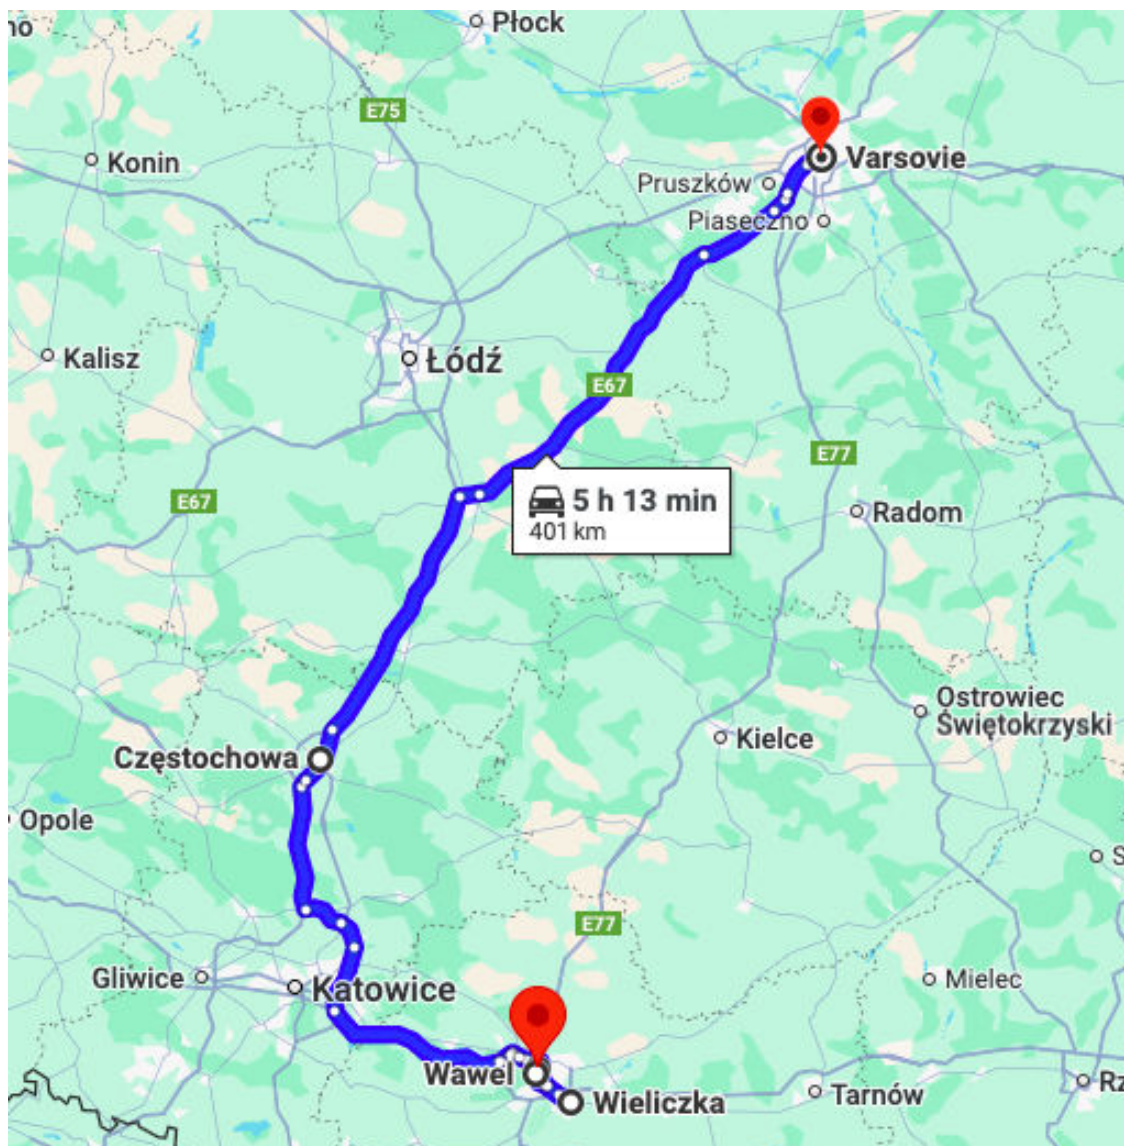 Płock
E75
Konin
Varsovie
Pruszków
Piaseczno
Kalisz
Łódź
E67
E77
5 h 13 min
401 km
E67
Radom
Ostrowiec
Świętokrzyski
Kielce
Częstochowa
Opole
E77
Gliwice
Katowice
Mielec
Wawel
Wieliczka
Tarnów